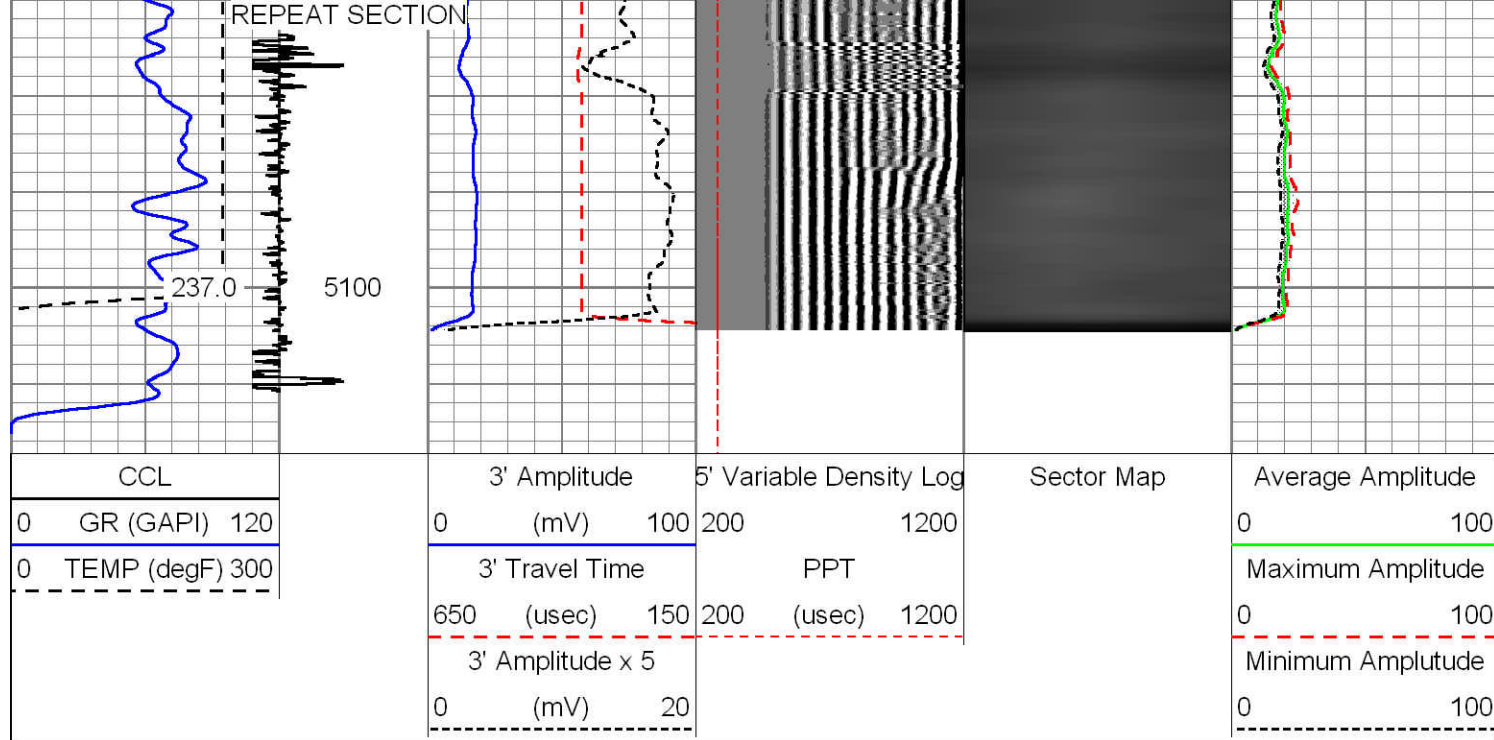 REPEAT SECTION
237.0 5100
CCL
0 GR (GAPI) 120
0 TEMP (degF) 300
3' Amplitude
0 (mV) 100
3' Travel Time
650 (usec) 150
3' Amplitude x 5
0 (mV) 20
5' Variable Density Log
200 1200
PPT
200 (usec) 1200
Sector Map
Average Amplitude
0 100
Maximum Amplitude
0 100
Minimum Amplutude
0 100